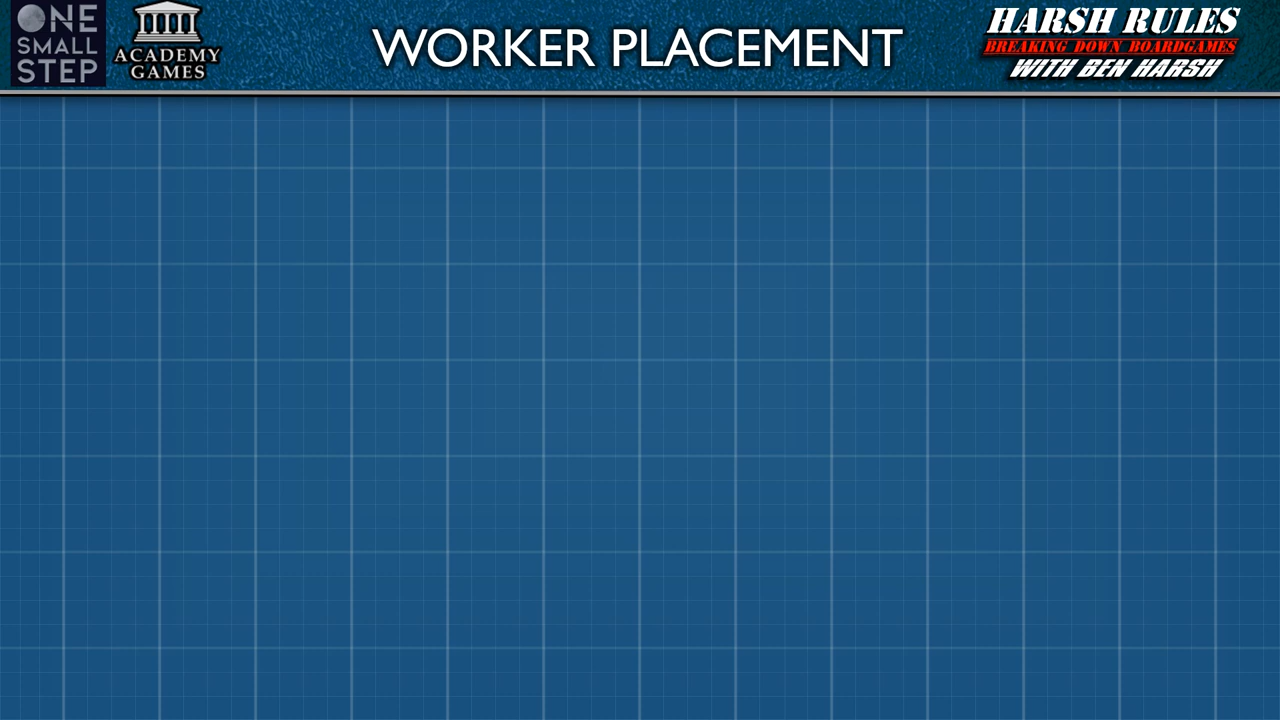 ONE
SMALL
STEP
ACADEMY
GAMES
WORKER PLACEMENT
HARSH RULES
BREAKING DOWN BOARDGAMES
WITH BEN HARSH